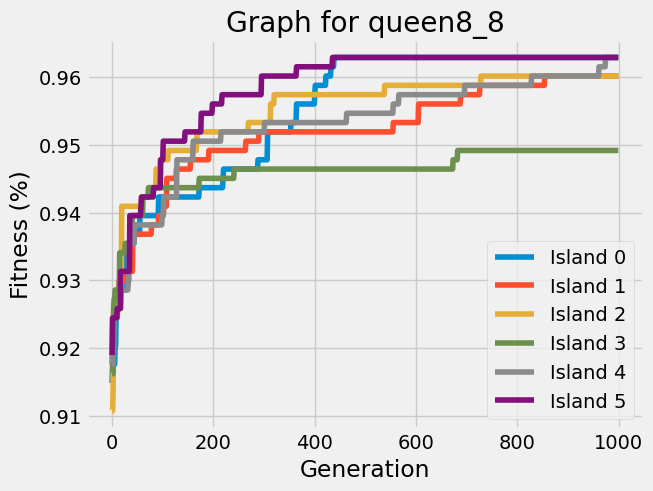 Graph for queen8_8
Fitness (%)
0.96
0.95
0.94
0.93
0.92
0.91
Island 0
Island 1
Island 2
Island 3
Island 4
Island 5
0 200 400 600 800 1000
Generation